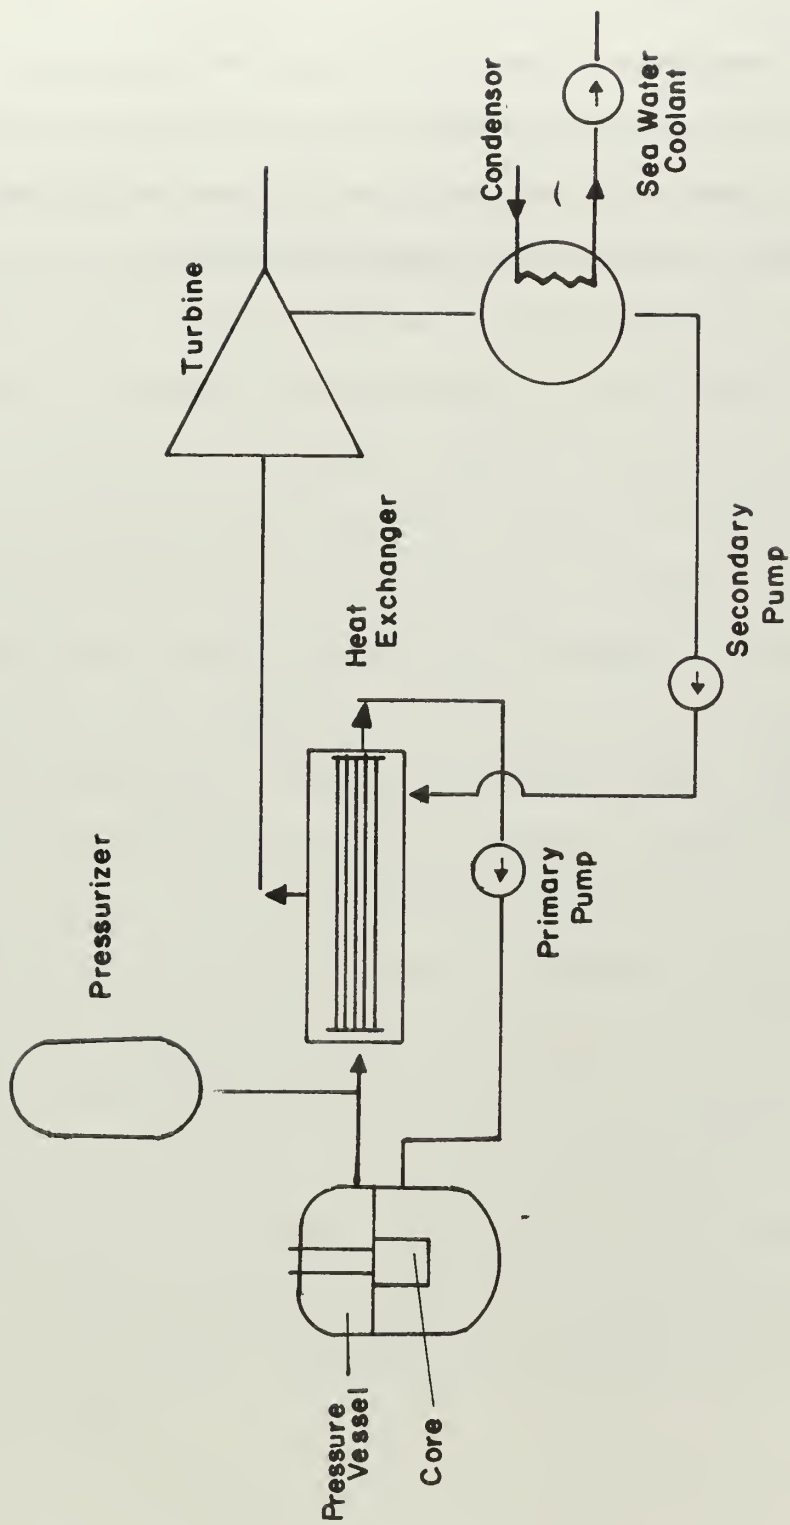 Pressurizer
Turbine
Condensor
Sea Water
Coolant
Heat
Exchanger
Pressure
Vessel
Core
Primary
Pump
Secondary
Pump